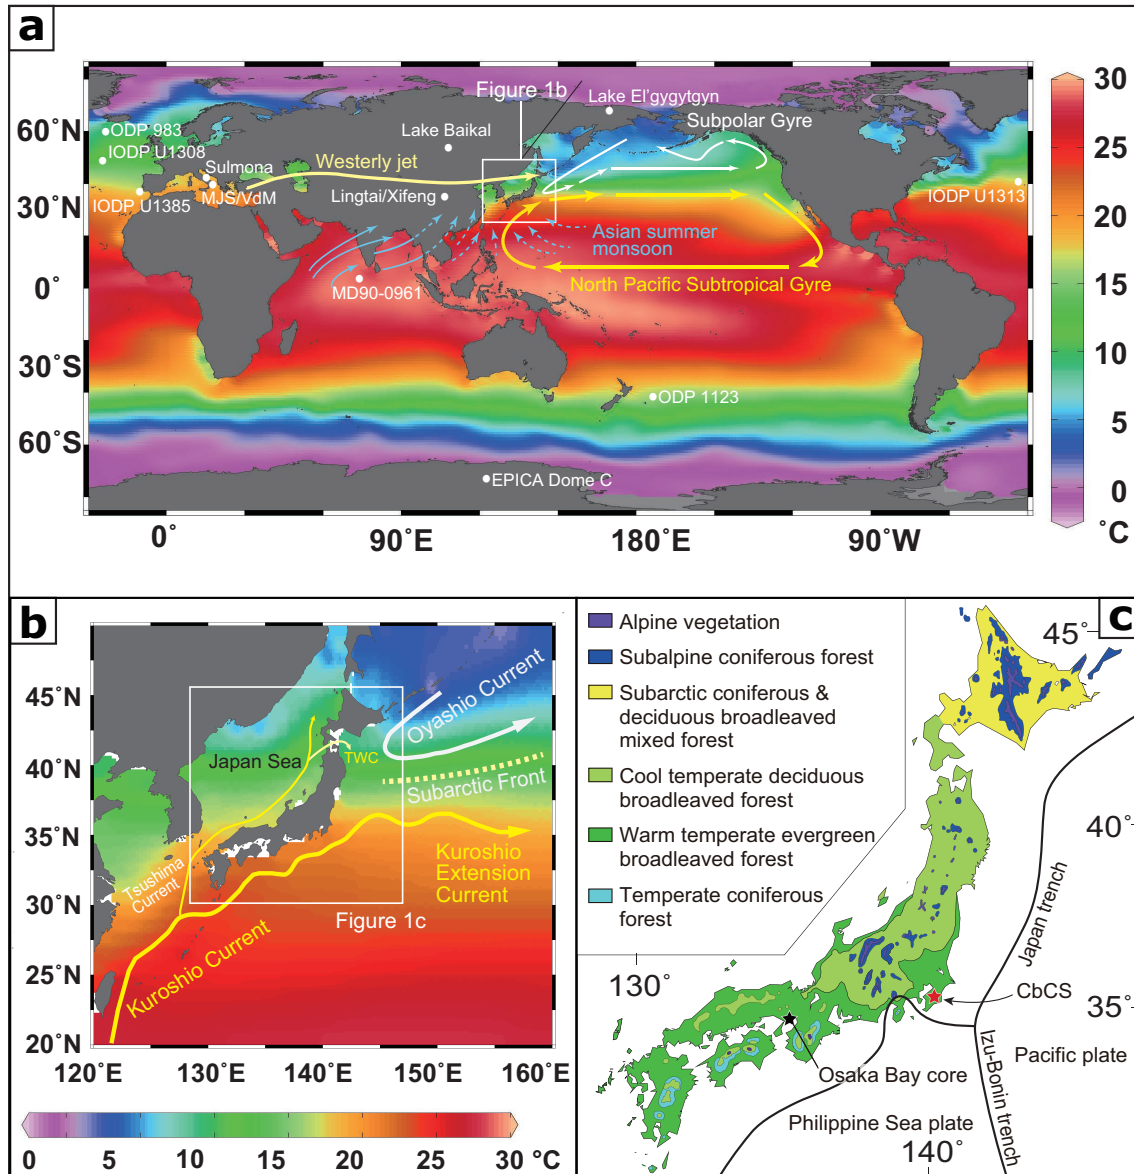 a
Figure 1b
Lake El'gygytgyn
Subpolar Gyre
ODP 983
IODP U1308
Lake Baikal
Sulmona
Westerly jet
MJS/VdM
Lingtai/Xifeng
IODP U1385
IODP U1313
Asian summer
monsoon
MD90-0961
North Pacific Subtropical Gyre
ODP 1123
EPICA Dome C
60°N
30°N
0°
30°S
60°S
0°
90°E
180°E
90°W
30
25
20
15
10
5
0
°C
b
45°N
40°N
35°N
30°N
25°N
20°N
120°E
130°E
140°E
150°E
160°E
Oyashio Current
Japan Sea
TWC
Subarctic Front
Tsushima
Current
Kuroshio
Extension
Current
Figure 1c
Kuroshio Current
0
5
10
15
20
25
30 °C
c
Alpine vegetation
Subalpine coniferous forest
Subarctic coniferous &
deciduous broadleaved
mixed forest
Cool temperate deciduous
broadleaved forest
Warm temperate evergreen
broadleaved forest
Temperate coniferous
forest
45°
40°
35°
130°
140°
Japan trench
CbCS
Izu-Bonin trench
Pacific plate
Osaka Bay core
Philippine Sea plate